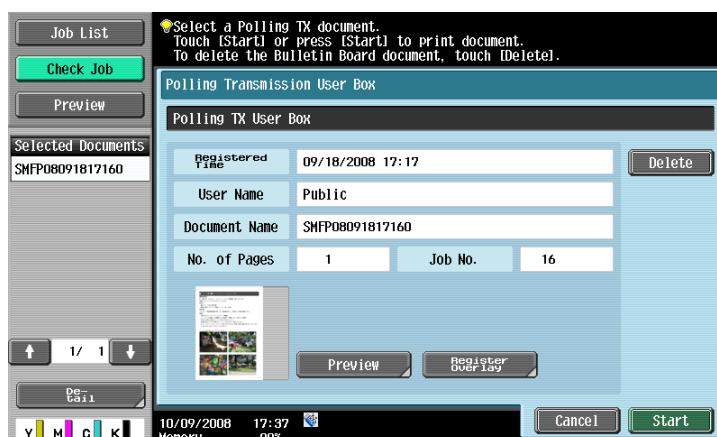 Job List
Check Job
Preview
Selected Documents
SMFP08091817160
1/ 1
De-
tail
Y M C K
Select a Polling TX document.
Touch [Start] or press [Start] to print document.
To delete the Bulletin Board document, touch [Delete].
Polling Transmission User Box
Polling TX User Box
Registered
Time
09/18/2008 17:17
Delete
User Name
Public
Document Name
SMFP08091817160
No. of Pages
1
Job No.
16
Preview
Register
Overlay
10/09/2008 17:37
Memory 99%
Cancel
Start